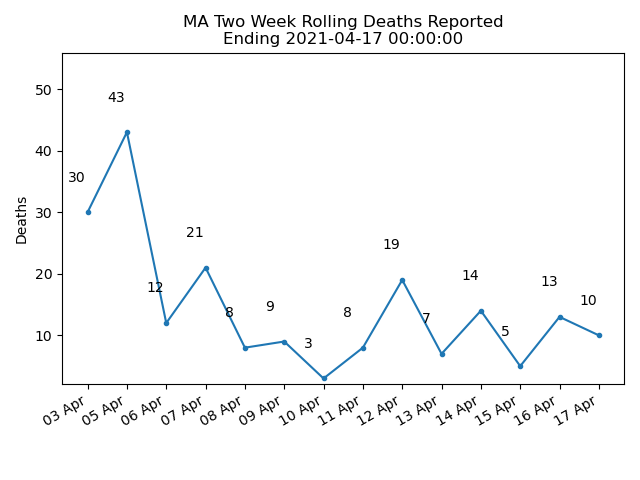 MA Two Week Rolling Deaths Reported
Ending 2021-04-17 00:00:00
Deaths
50
40
30
20
10
30
43
12
21
8
9
3
8
19
7
14
5
13
10
03 Apr
05 Apr
06 Apr
07 Apr
08 Apr
09 Apr
10 Apr
11 Apr
12 Apr
13 Apr
14 Apr
15 Apr
16 Apr
17 Apr